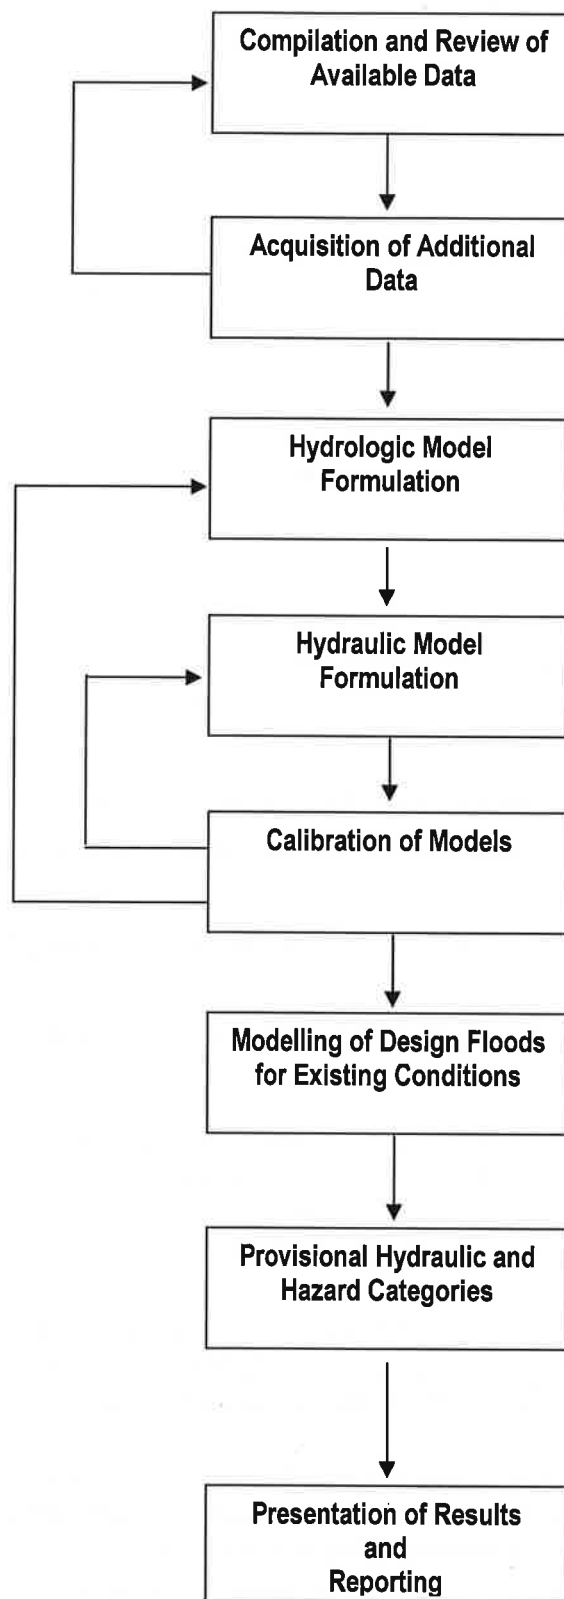 Compilation and Review of
Available Data
Acquisition of Additional
Data
Hydrologic Model
Formulation
Hydraulic Model
Formulation
Calibration of Models
Modelling of Design Floods
for Existing Conditions
Provisional Hydraulic and
Hazard Categories
Presentation of Results
and
Reporting